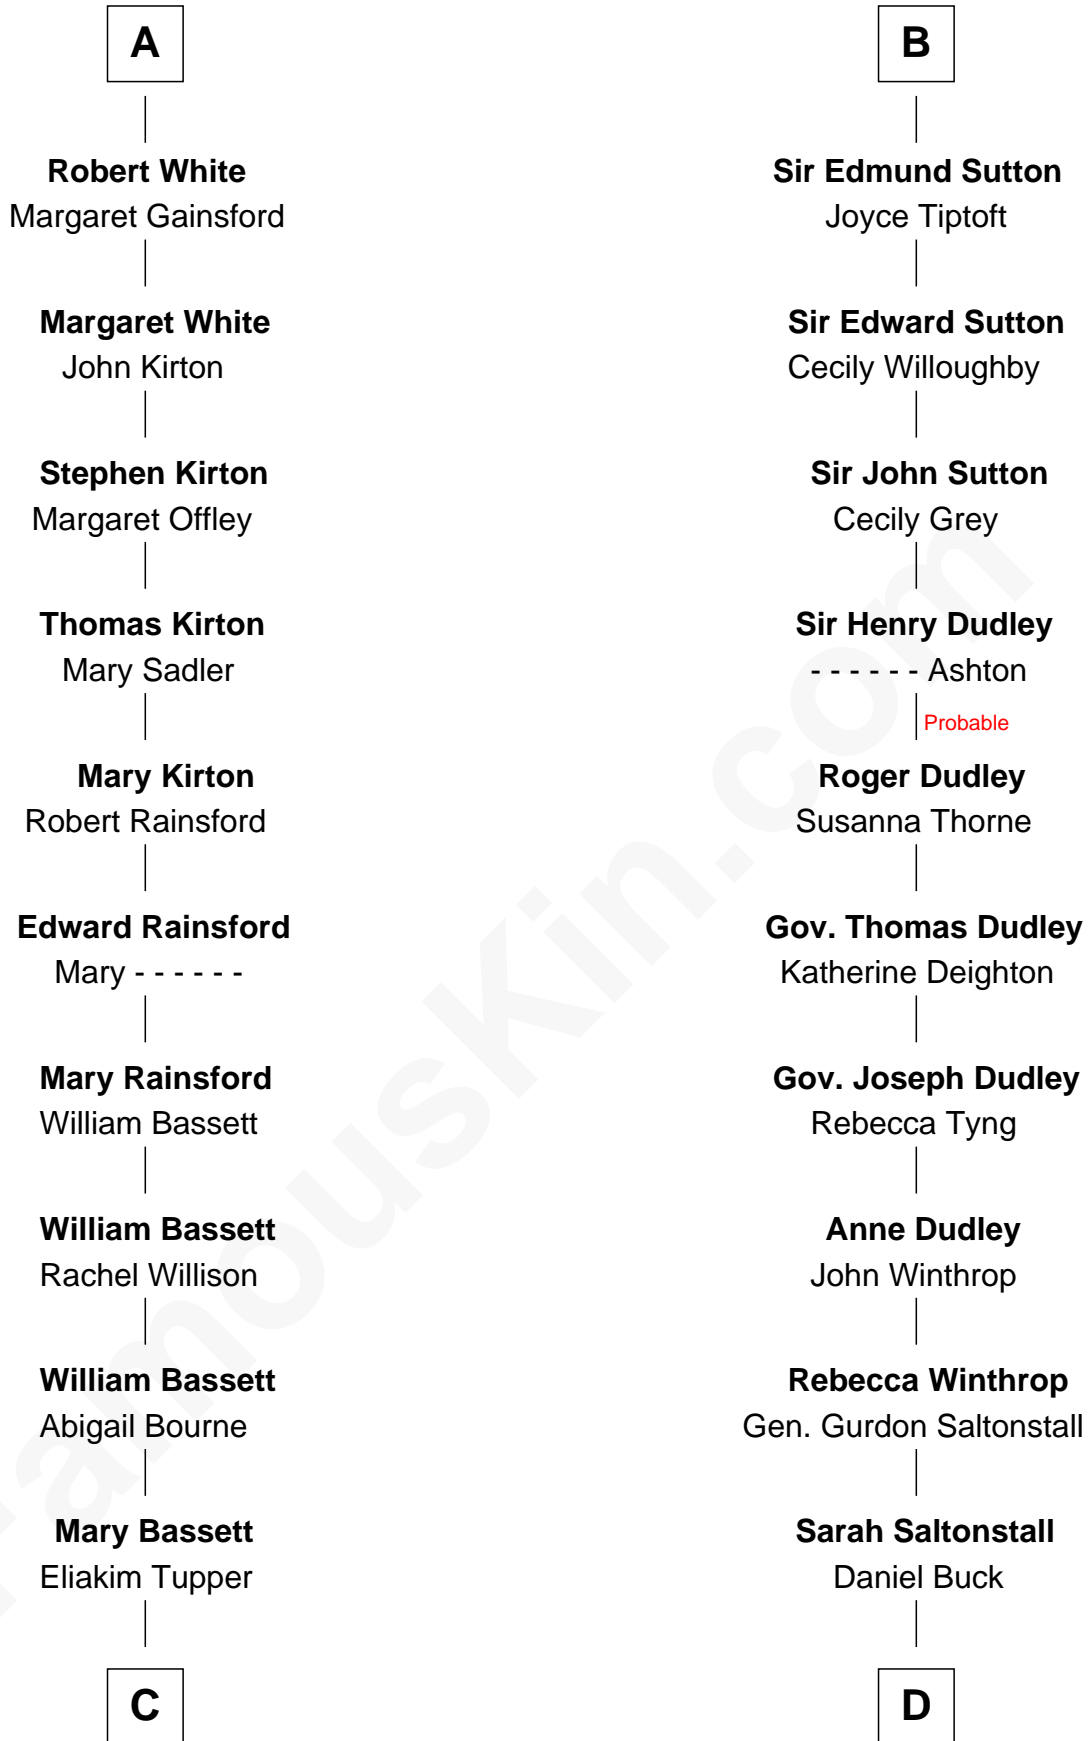 A
Robert White
Margaret Gainsford
Margaret White
John Kirton
Stephen Kirton
Margaret Offley
Thomas Kirton
Mary Sadler
Mary Kirton
Robert Rainsford
Edward Rainsford
Mary - - - - - -
Mary Rainsford
William Bassett
William Bassett
Rachel Willison
William Bassett
Abigail Bourne
Mary Bassett
Eliakim Tupper
C
B
Sir Edmund Sutton
Joyce Tiptoft
Sir Edward Sutton
Cecily Willoughby
Sir John Sutton
Cecily Grey
Sir Henry Dudley
- - - - - - Ashton
Probable
Roger Dudley
Susanna Thorne
Gov. Thomas Dudley
Katherine Deighton
Gov. Joseph Dudley
Rebecca Tyng
Anne Dudley
John Winthrop
Rebecca Winthrop
Gen. Gurdon Saltonstall
Sarah Saltonstall
Daniel Buck
D
FamousKin.com